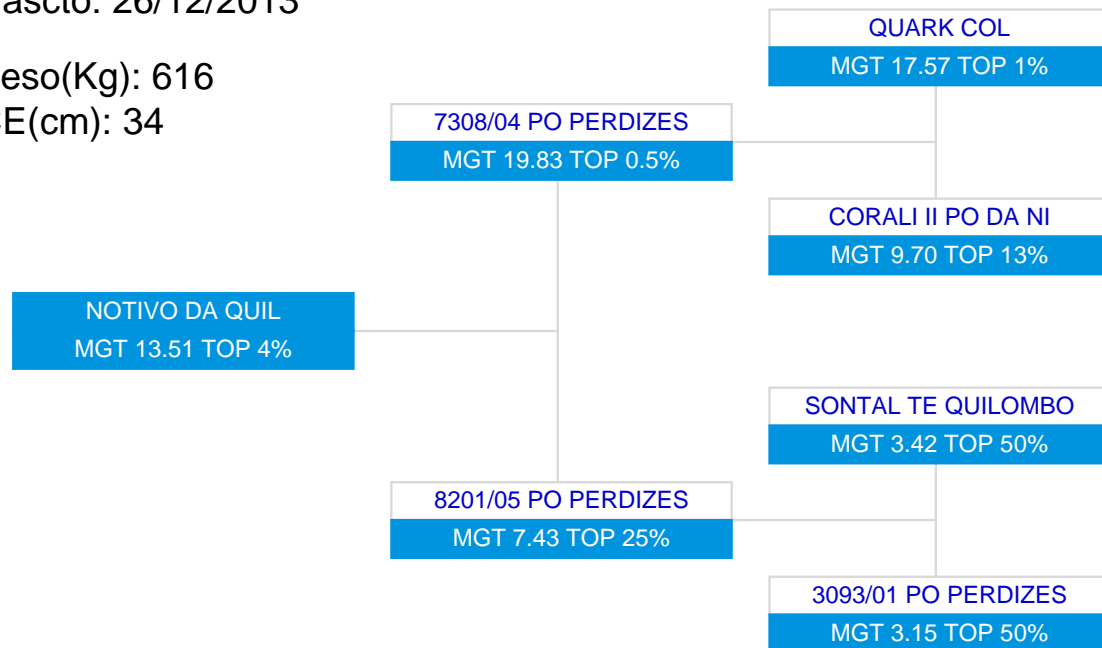 ascto: 26/12/2013
eso(Kg): 616
E(cm): 34
QUARK COL
MGT 17.57 TOP 1%
7308/04 PO PERDIZES
MGT 19.83 TOP 0.5%
CORALI II PO DA NI
MGT 9.70 TOP 13%
NOTIVO DA QUIL
MGT 13.51 TOP 4%
SONTAL TE QUILOMBO
MGT 3.42 TOP 50%
8201/05 PO PERDIZES
MGT 7.43 TOP 25%
3093/01 PO PERDIZES
MGT 3.15 TOP 50%